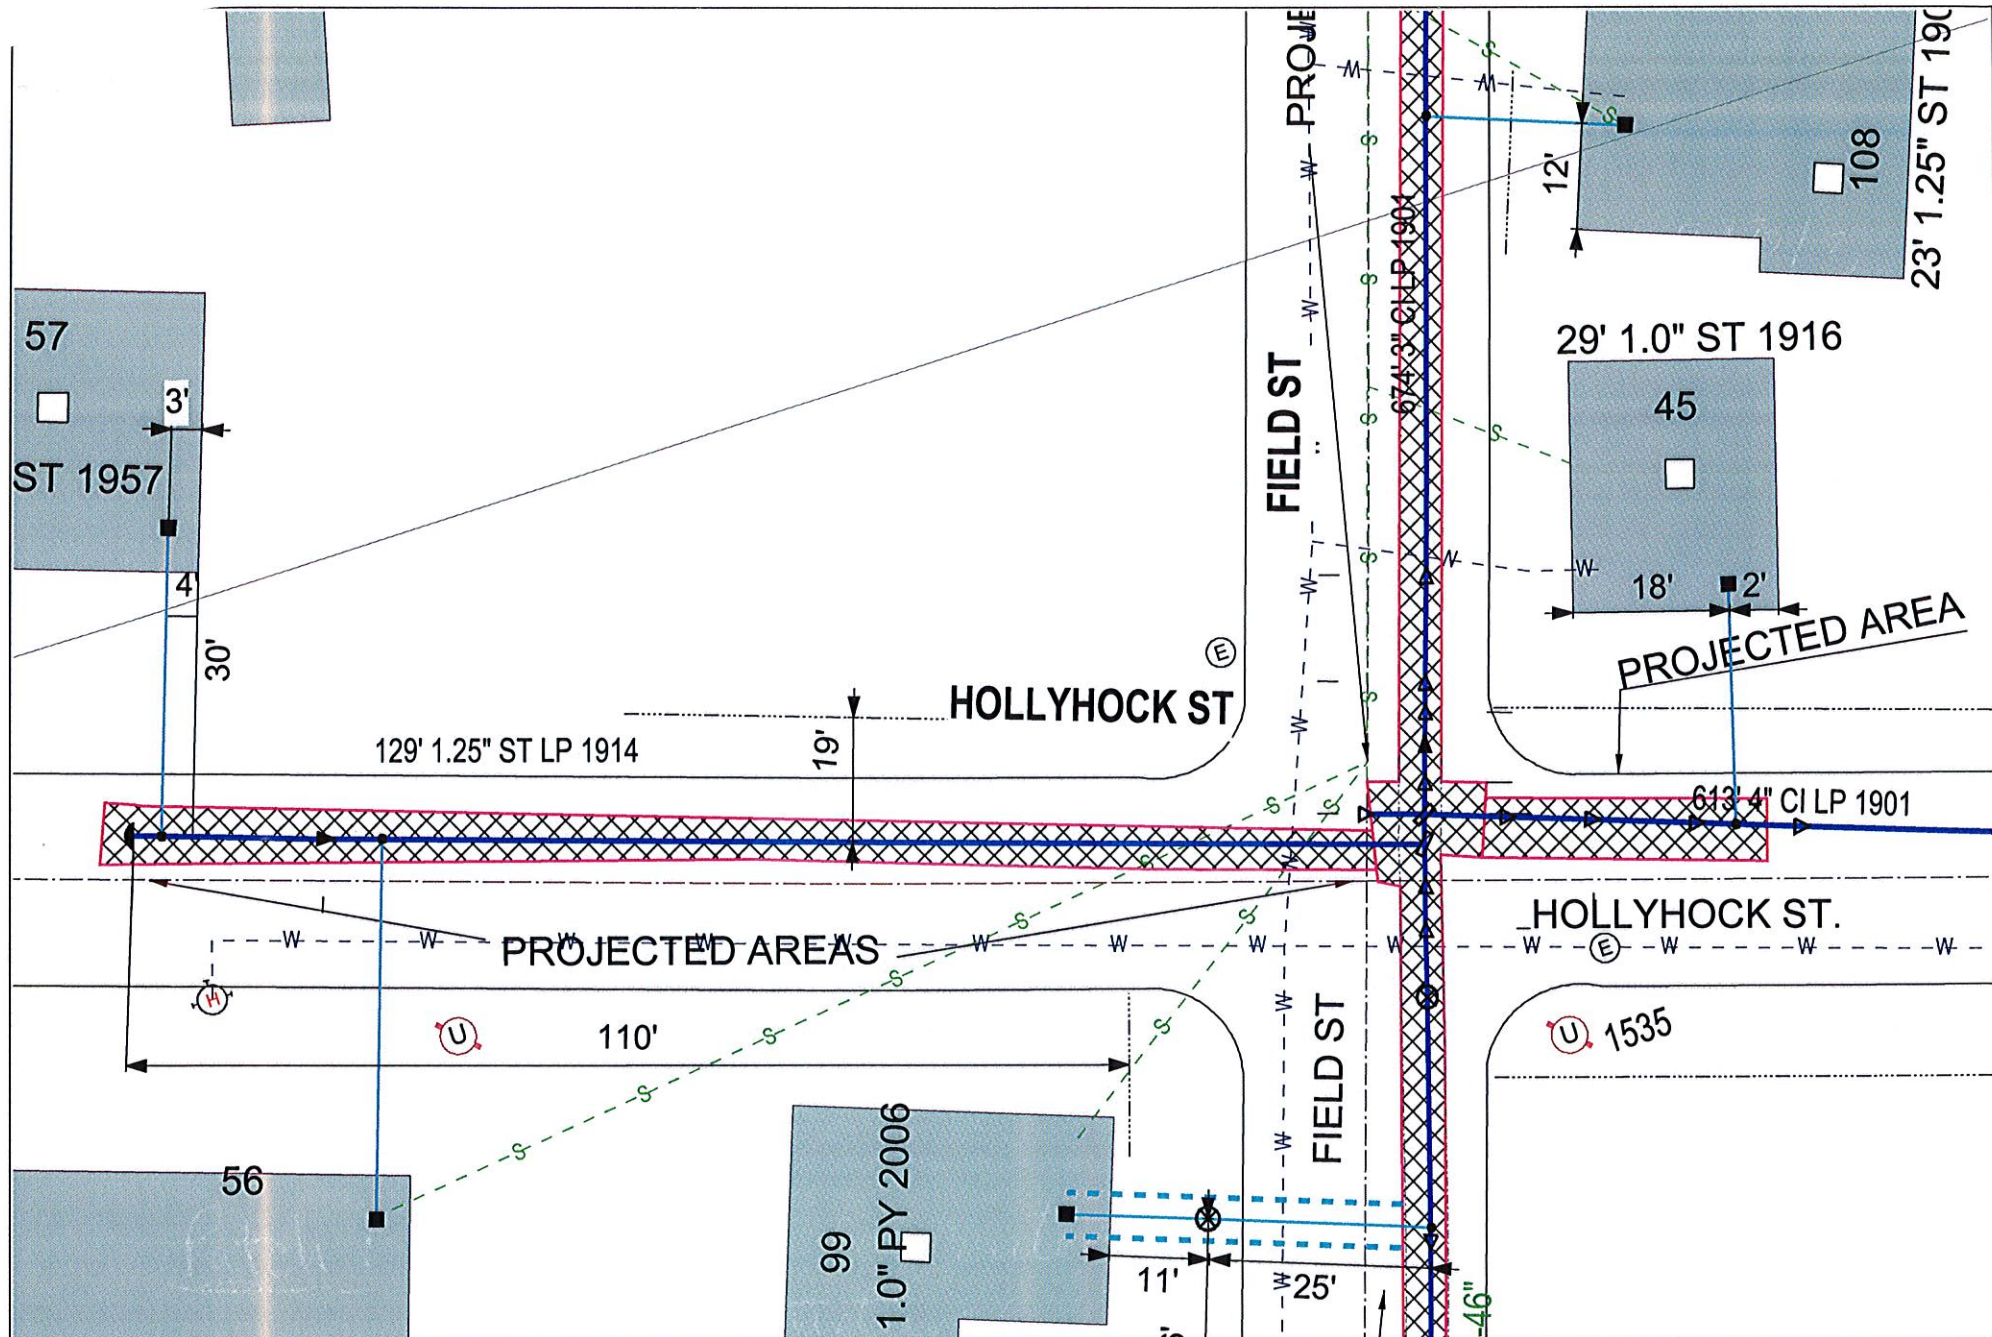 PROJE
23' 1.25" ST 190
108
12'
674' 3" CI LP 1901
57
3'
ST 1957
4'
30'
FIELD ST
29' 1.0" ST 1916
45
18'
2'
PROJECTED AREA
E
HOLLYHOCK ST
129' 1.25" ST LP 1914
19'
613' 4" CI LP 1901
HOLLYHOCK ST.
E
PROJECTED AREAS
H
U
110'
U
1535
FIELD ST
56
99
1.0" PY 2006
11'
25'
-46"